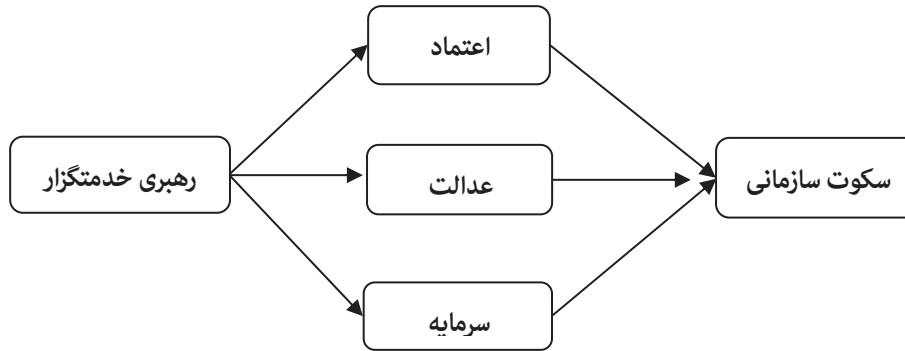 اعتماد
رهبری خدمتگزار
عدالت
سکوت سازمانی
سرمایه